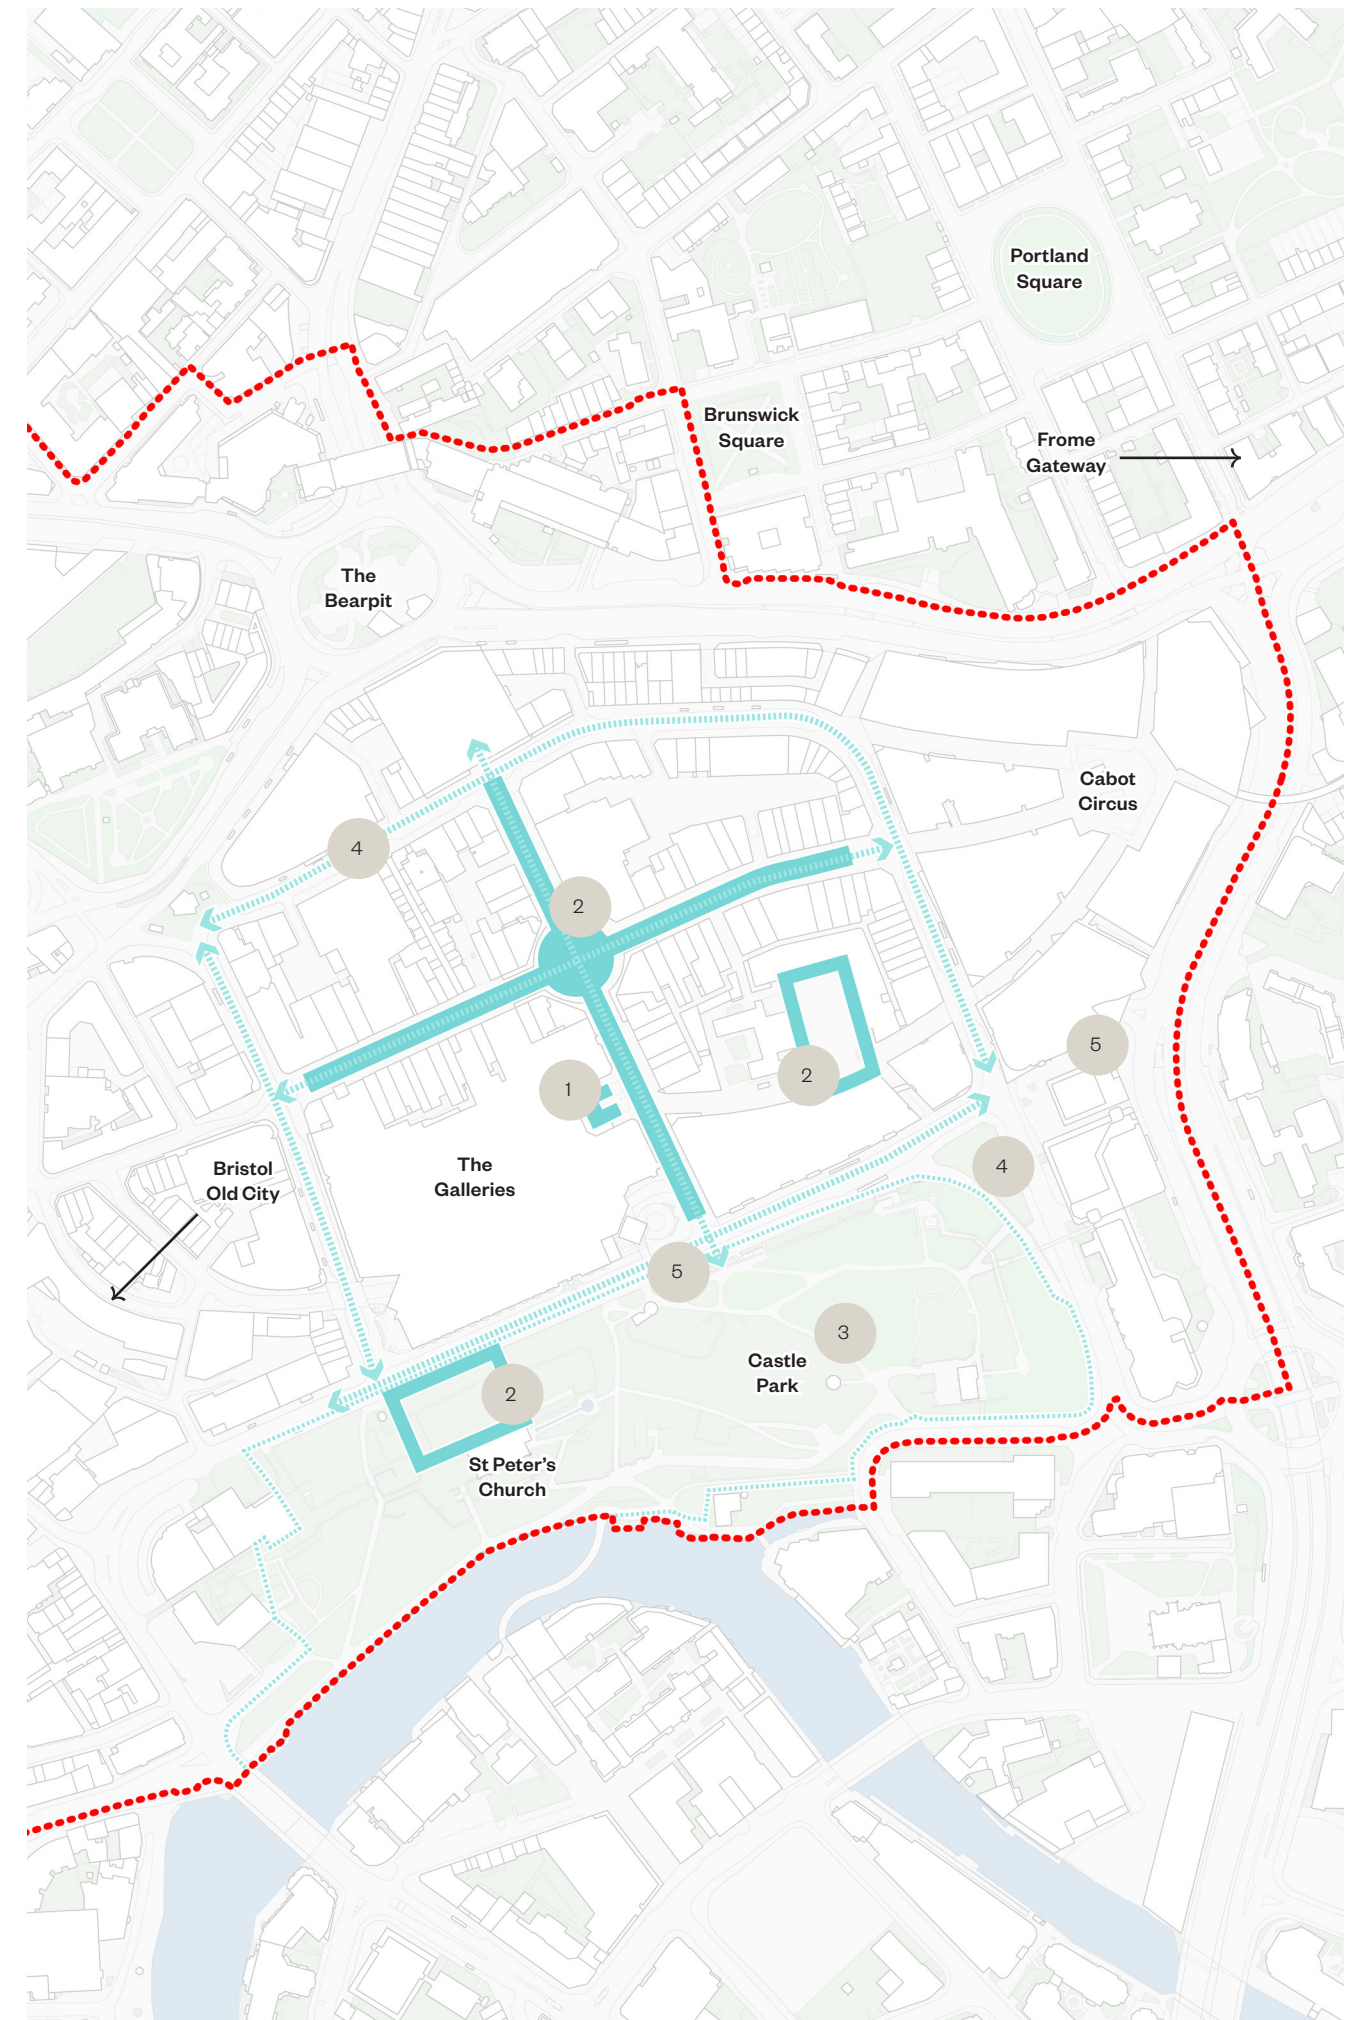 Portland
Square
Brunswick
Square
Frome
Gateway
The
Bearpit
Cabot
Circus
4
2
5
2
1
Bristol
Old City
The
Galleries
4
5
3
Castle
Park
2
St Peter's
Church